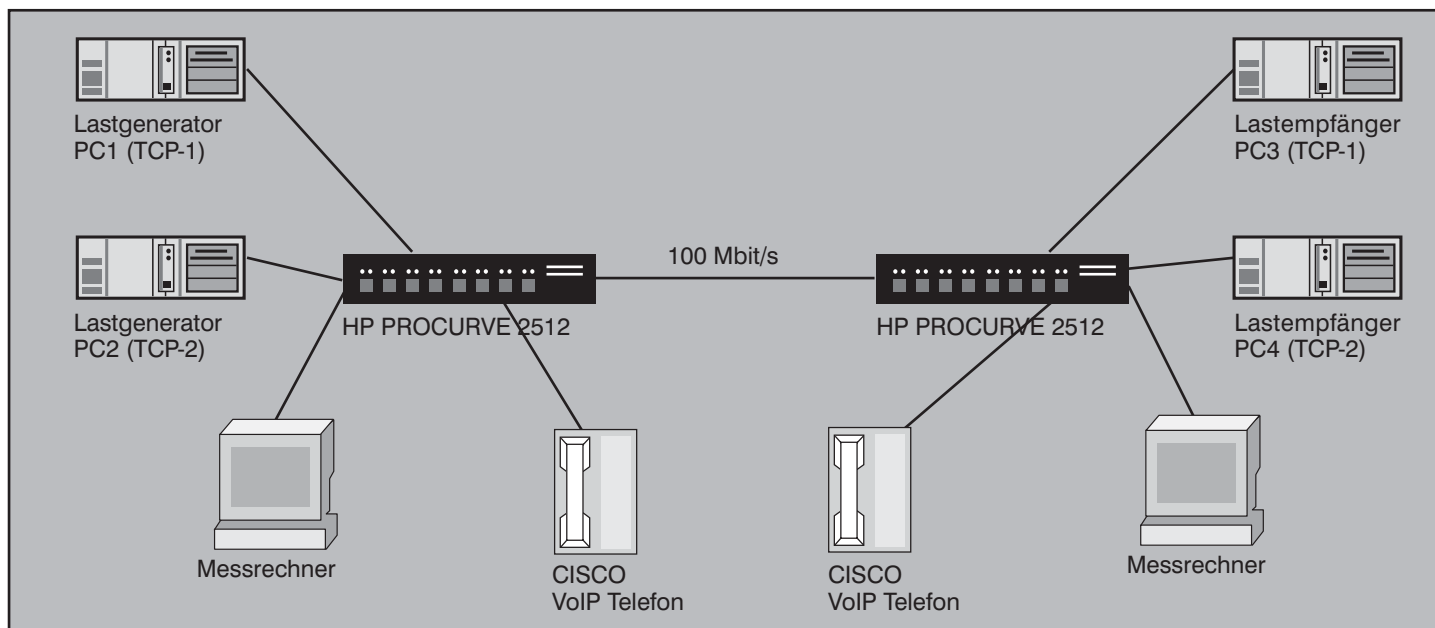 Lastgenerator
PC1 (TCP-1)
Lastempfänger
PC3 (TCP-1)
100 Mbit/s
Lastgenerator
PC2 (TCP-2)
HP PROCURVE 2512
HP PROCURVE 2512
Lastempfänger
PC4 (TCP-2)
Messrechner
CISCO
VoIP Telefon
CISCO
VoIP Telefon
Messrechner